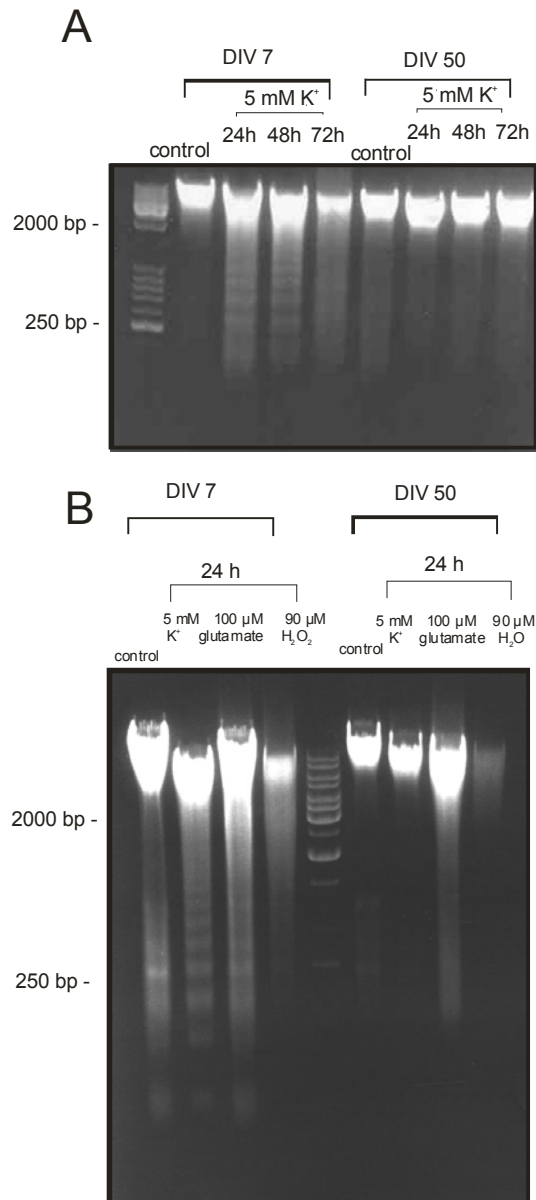 A
DIV 7 DIV 50
5 mM K⁺ 5 mM K⁺
24h 48h 72h 24h 48h 72h
control control
2000 bp -
250 bp -
B
DIV 7 DIV 50
24 h 24 h
5 mM 100 µM 90 µM 5 mM 100 µM 90 µM
K⁺ glutamate H₂O₂ K⁺ glutamate H₂O
control control
2000 bp -
250 bp -